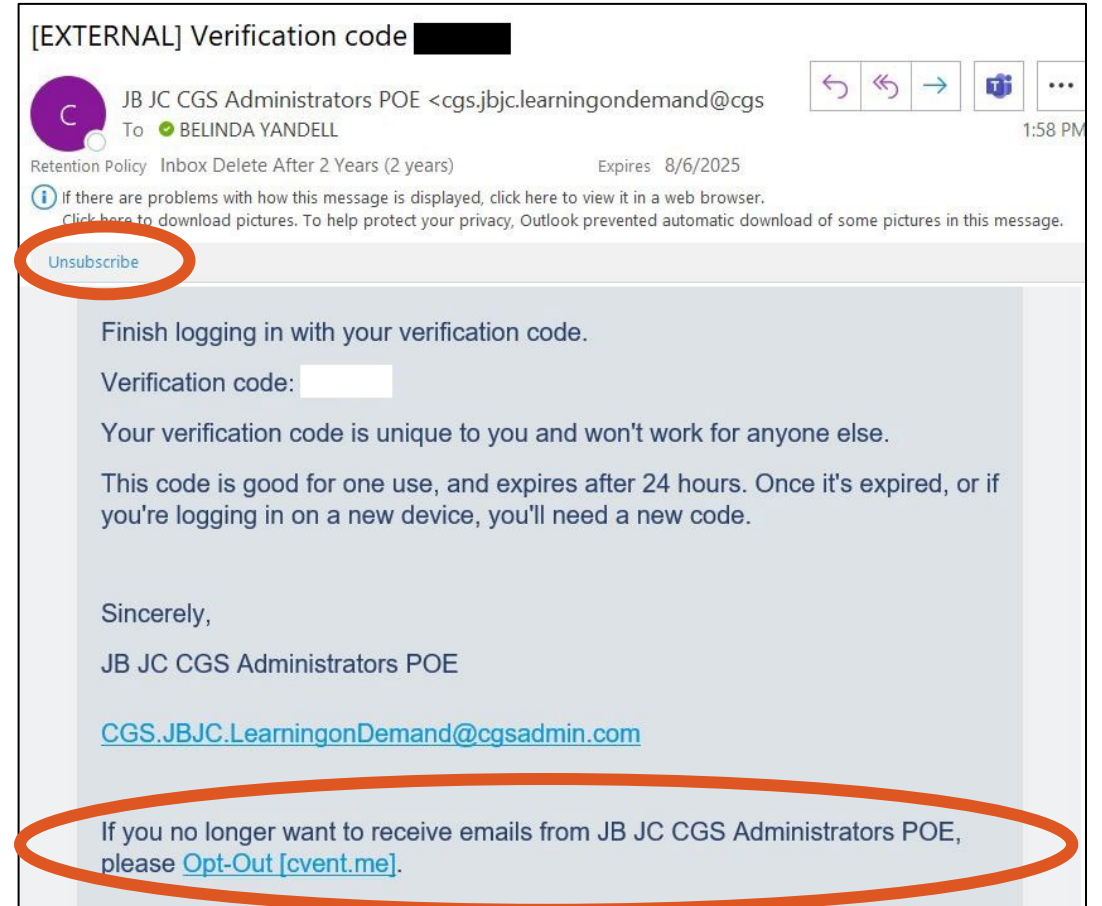 [EXTERNAL] Verification code
C
JB JC CGS Administrators POE <cgs.jbjc.learningondemand@cgs
To BELINDA YANDELL
1:58 PM
Retention Policy Inbox Delete After 2 Years (2 years) Expires 8/6/2025
If there are problems with how this message is displayed, click here to view it in a web browser.
Click here to download pictures. To help protect your privacy, Outlook prevented automatic download of some pictures in this message.
Unsubscribe
Finish logging in with your verification code.
Verification code:
Your verification code is unique to you and won't work for anyone else.
This code is good for one use, and expires after 24 hours. Once it's expired, or if
you're logging in on a new device, you'll need a new code.
Sincerely,
JB JC CGS Administrators POE
CGS.JBJC.LearningonDemand@cgsadmin.com
If you no longer want to receive emails from JB JC CGS Administrators POE,
please Opt-Out [cvent.me].